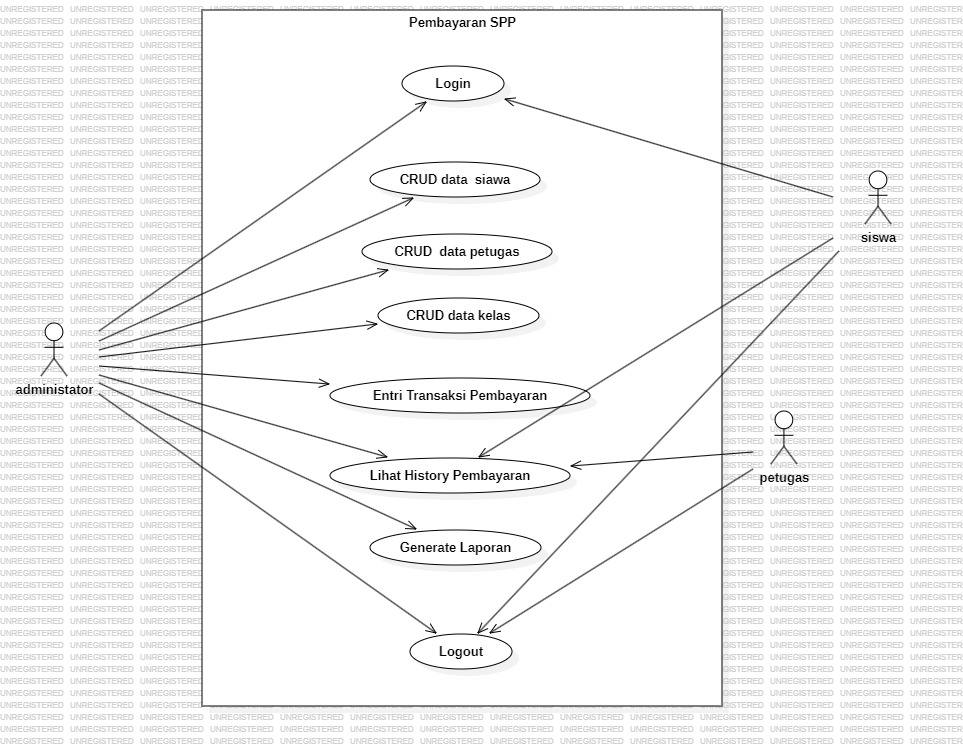 Pembayaran SPP
Login
CRUD data  siawa
siswa
CRUD  data petugas
CRUD data kelas
administator
Entri Transaksi Pembayaran
Lihat History Pembayaran
petugas
Generate Laporan
Logout
UNREGISTERED